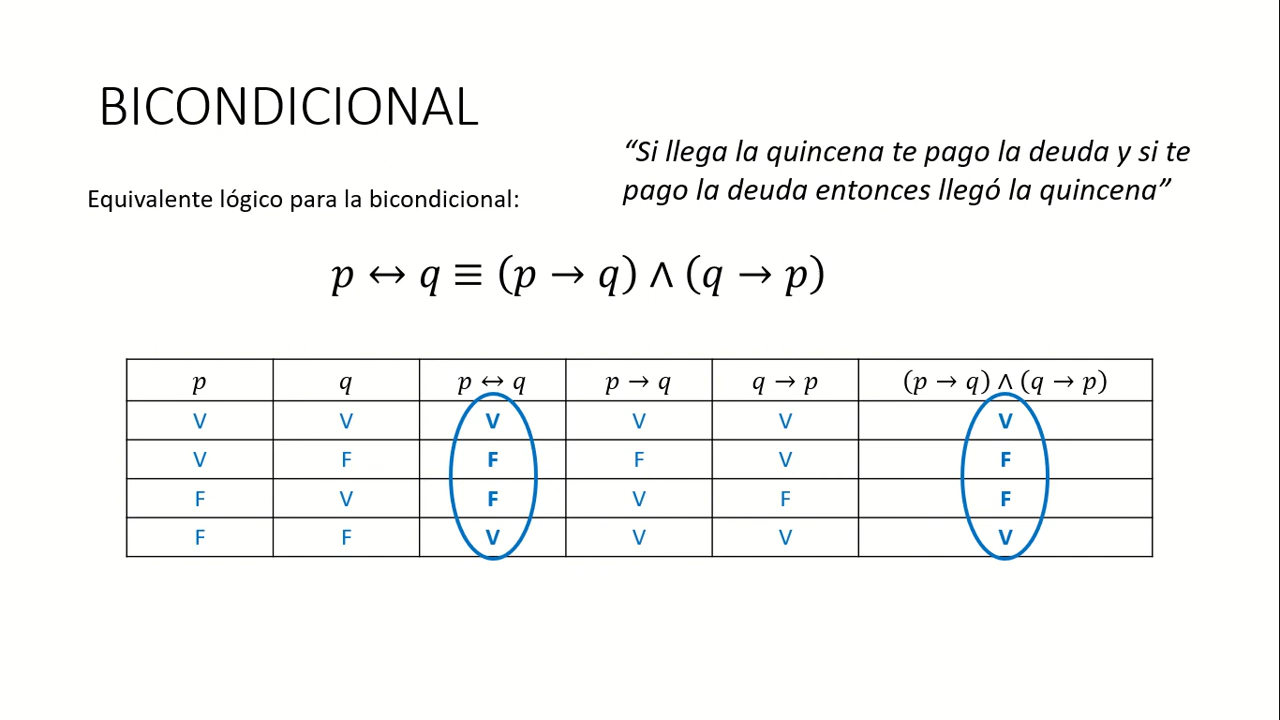 BICONDICIONAL
“Si llega la quincena te pago la deuda y si te
pago la deuda entonces llegó la quincena”
Equivalente lógico para la bicondicional:
p ↔ q ≡ (p → q) ∧ (q → p)
p q p ↔ q p → q q → p (p → q) ∧ (q → p)
V V V V V V
V F F F V F
F V F V F F
F F V V V V